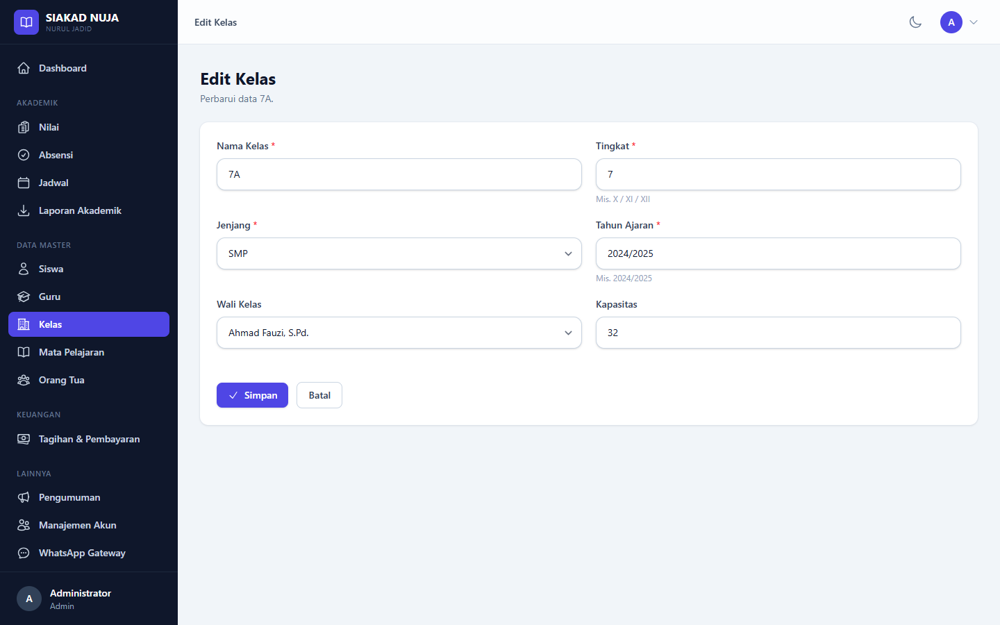 SIAKAD NUJA
NURUL JADID
Dashboard
AKADEMIK
Nilai
Absensi
Jadwal
Laporan Akademik
DATA MASTER
Siswa
Guru
Kelas
Mata Pelajaran
Orang Tua
KEUANGAN
Tagihan & Pembayaran
LAINNYA
Pengumuman
Manajemen Akun
WhatsApp Gateway
A
Administrator
Admin
Edit Kelas
A
Edit Kelas
Perbarui data 7A.
Nama Kelas *
7A
Tingkat *
7
Mis. X / XI / XII
Jenjang *
SMP
Tahun Ajaran *
2024/2025
Mis. 2024/2025
Wali Kelas
Ahmad Fauzi, S.Pd.
Kapasitas
32
Simpan
Batal